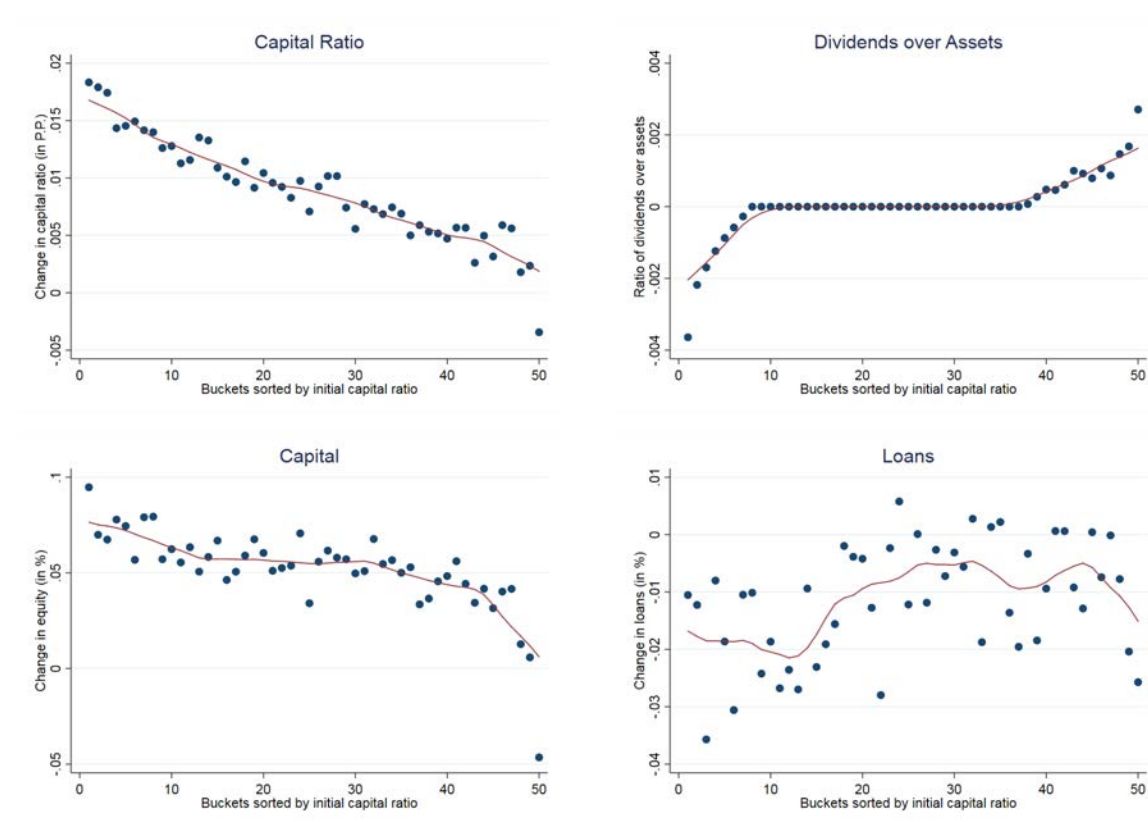 Capital Ratio
Change in capital ratio (in P.P.)
.02
.015
.01
.005
0
-.005
0 10 20 30 40 50
Buckets sorted by initial capital ratio
Dividends over Assets
Ratio of dividends over assets
.004
.002
0
-.002
-.004
0 10 20 30 40 50
Buckets sorted by initial capital ratio
Capital
Change in equity (in %)
.1
.05
0
-.05
0 10 20 30 40 50
Buckets sorted by initial capital ratio
Loans
Change in loans (in %)
.01
0
-.01
-.02
-.03
-.04
0 10 20 30 40 50
Buckets sorted by initial capital ratio